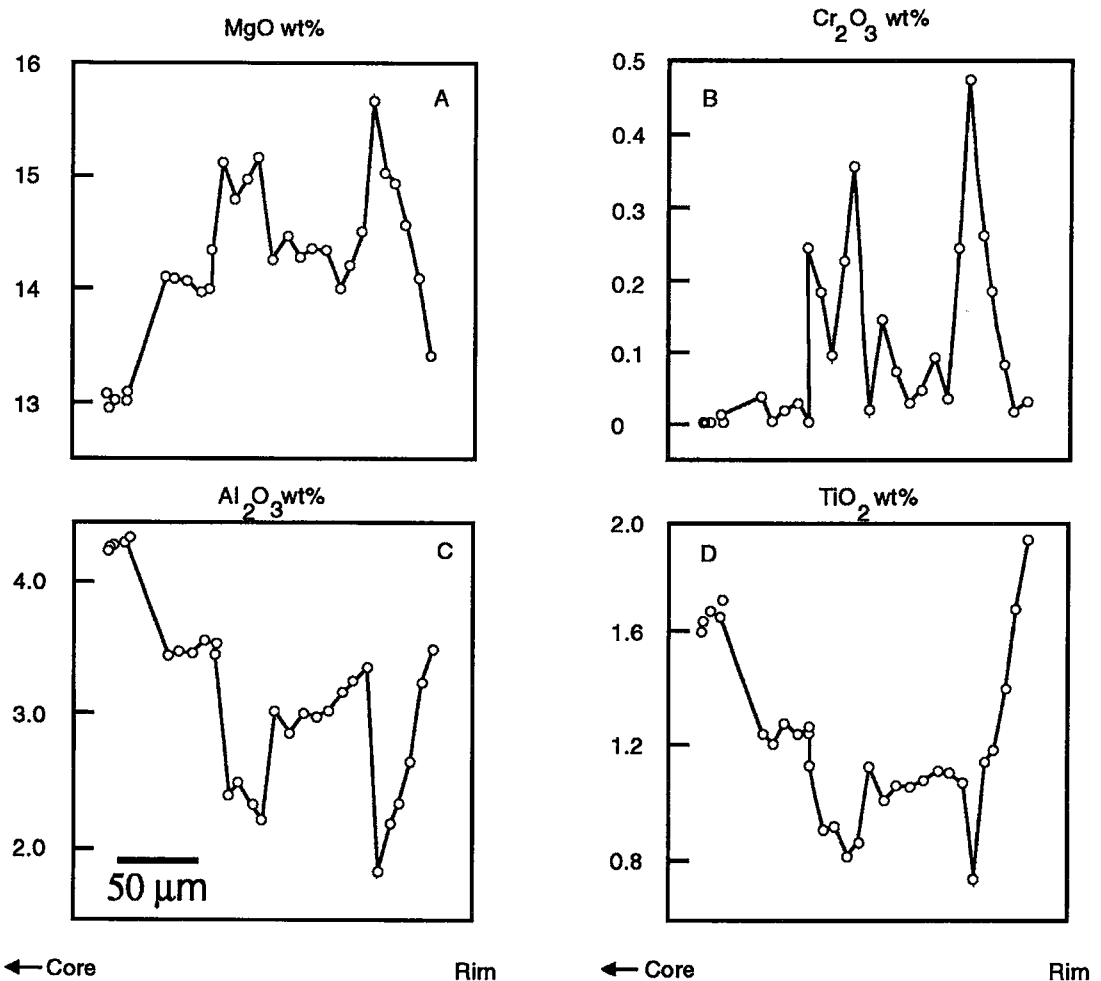 MgO wt%
16
15
14
13
A
Cr2O3 wt%
0.5
0.4
0.3
0.2
0.1
0
B
Al2O3 wt%
4.0
3.0
2.0
C
50 µm
TiO2 wt%
2.0
1.6
1.2
0.8
D
← Core Rim
← Core Rim